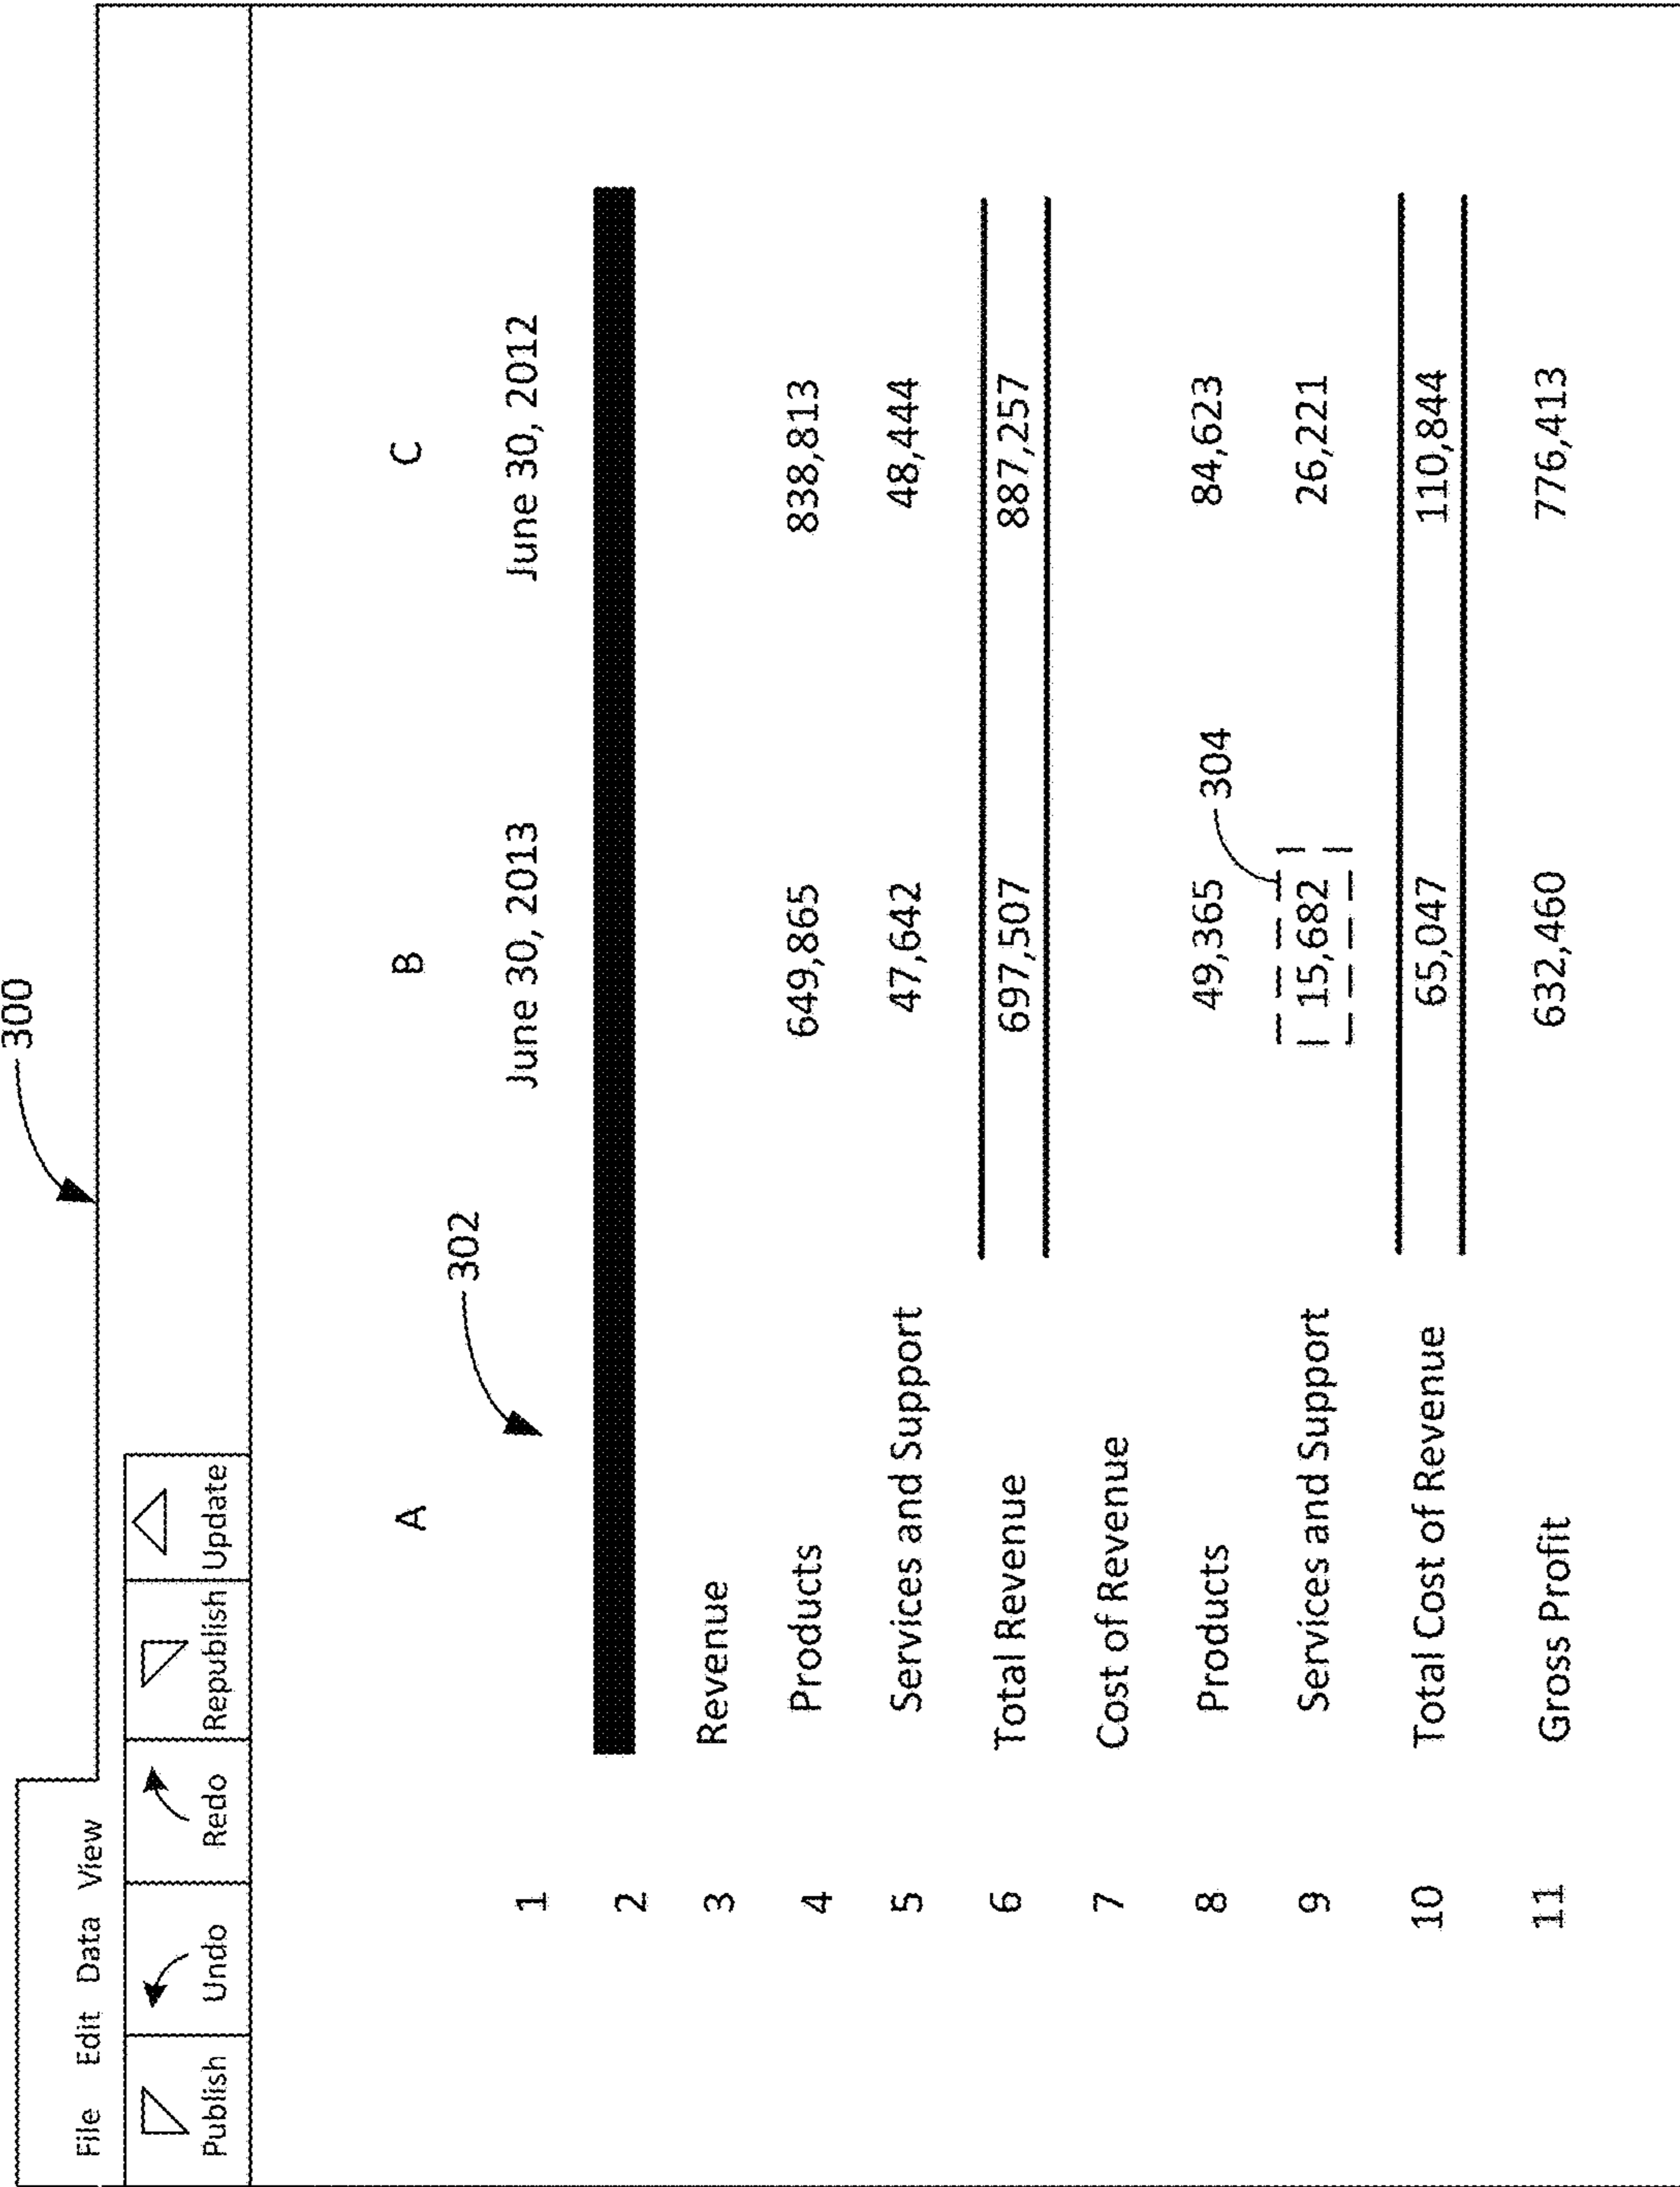 300
File Edit Data View
Publish Undo Redo Republish Update
302
A B C
1 June 30, 2013 June 30, 2012
2
3 Revenue
4 Products 649,865 838,813
5 Services and Support 47,642 48,444
6 Total Revenue 697,507 887,257
7 Cost of Revenue
8 Products 49,365 84,623
304
9 Services and Support 15,682 26,221
10 Total Cost of Revenue 65,047 110,844
11 Gross Profit 632,460 776,413